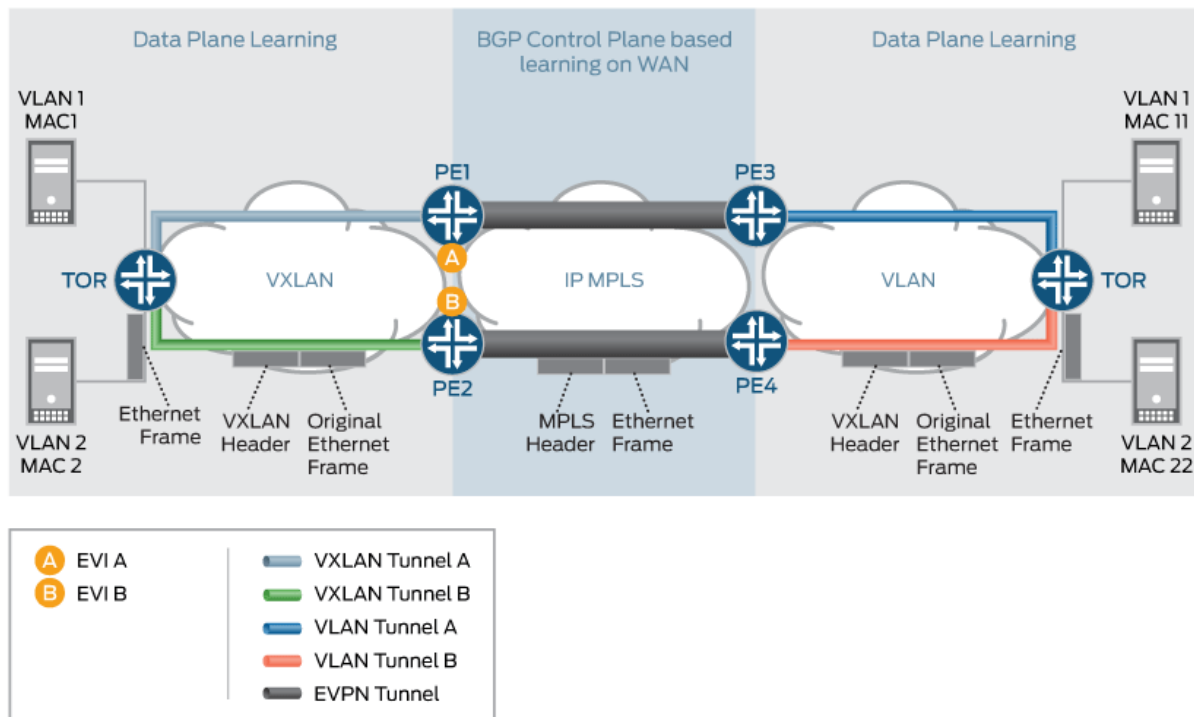 Data Plane Learning
BGP Control Plane based
learning on WAN
Data Plane Learning
VLAN 1
MAC1
VLAN 1
MAC 11
PE1
PE3
A
TOR
VXLAN
IP MPLS
VLAN
TOR
B
PE2
PE4
VLAN 2
MAC 2
Ethernet
Frame
VXLAN
Header
Original
Ethernet
Frame
MPLS
Header
Ethernet
Frame
VXLAN
Header
Original
Ethernet
Frame
Ethernet
Frame
VLAN 2
MAC 22
A EVI A
B EVI B
VXLAN Tunnel A
VXLAN Tunnel B
VLAN Tunnel A
VLAN Tunnel B
EVPN Tunnel